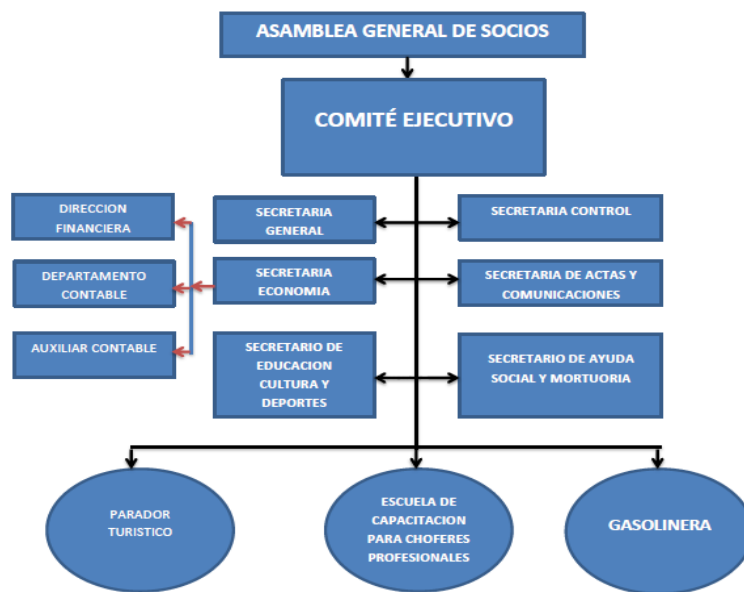 ASAMBLEA GENERAL DE SOCIOS
COMITÉ EJECUTIVO
DIRECCION
FINANCIERA
SECRETARIA
GENERAL
SECRETARIA CONTROL
DEPARTAMENTO
CONTABLE
SECRETARIA
ECONOMIA
SECRETARIA DE ACTAS Y
COMUNICACIONES
AUXILIAR CONTABLE
SECRETARIO DE
EDUCACION
CULTURA Y
DEPORTES
SECRETARIO DE AYUDA
SOCIAL Y MORTUORIA
PARADOR
TURISTICO
ESCUELA DE
CAPACITACION
PARA CHOFERES
PROFESIONALES
GASOLINERA